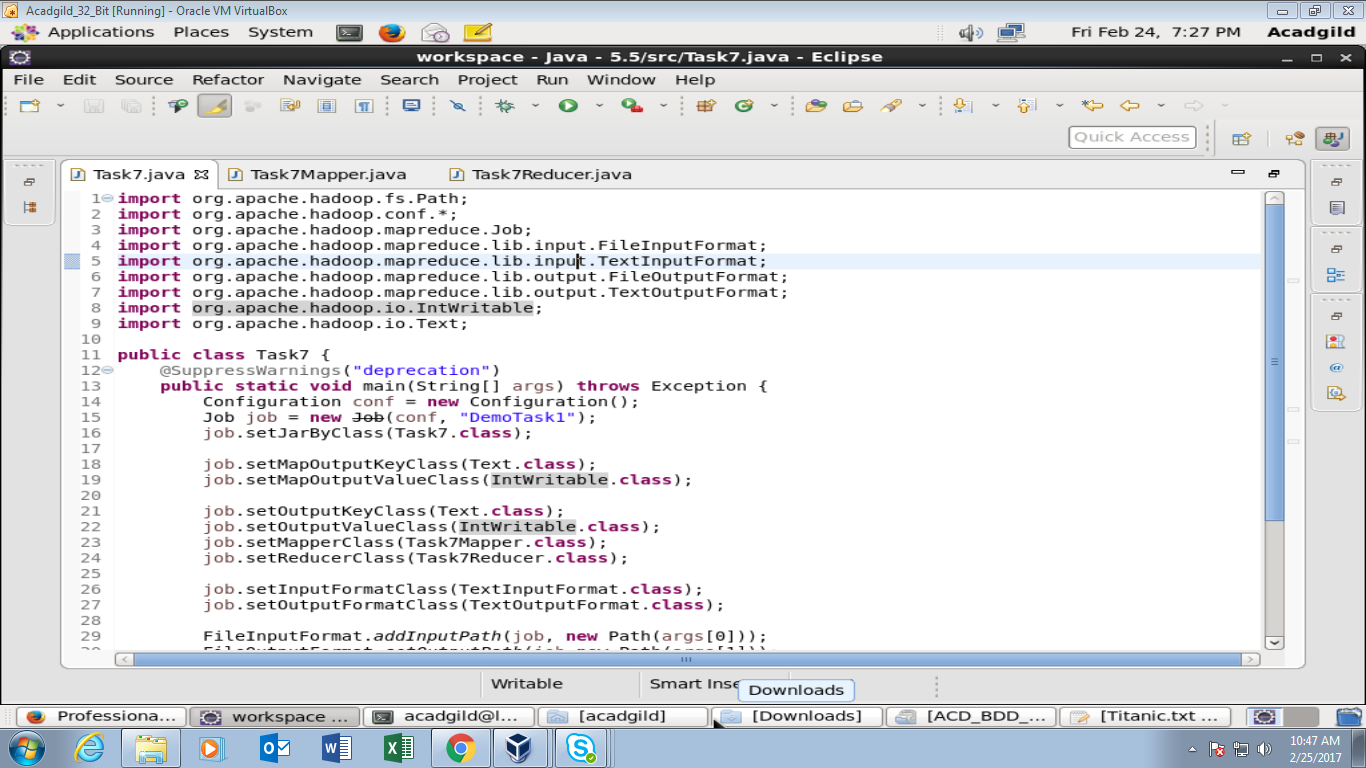 Acadgild_32_Bit [Running] - Oracle VM VirtualBox
Applications Places System
Fri Feb 24, 7:27 PM Acadgild
workspace - Java - 5.5/src/Task7.java - Eclipse
File Edit Source Refactor Navigate Search Project Run Window Help
Quick Access
Task7.java Task7Mapper.java Task7Reducer.java
1 import org.apache.hadoop.fs.Path;
2 import org.apache.hadoop.conf.*;
3 import org.apache.hadoop.mapreduce.Job;
4 import org.apache.hadoop.mapreduce.lib.input.FileInputFormat;
5 import org.apache.hadoop.mapreduce.lib.input.TextInputFormat;
6 import org.apache.hadoop.mapreduce.lib.output.FileOutputFormat;
7 import org.apache.hadoop.mapreduce.lib.output.TextOutputFormat;
8 import org.apache.hadoop.io.IntWritable;
9 import org.apache.hadoop.io.Text;
10
11 public class Task7 {
12 @SuppressWarnings("deprecation")
13 public static void main(String[] args) throws Exception {
14 Configuration conf = new Configuration();
15 Job job = new Job(conf, "DemoTask1");
16 job.setJarByClass(Task7.class);
17
18 job.setMapOutputKeyClass(Text.class);
19 job.setMapOutputValueClass(IntWritable.class);
20
21 job.setOutputKeyClass(Text.class);
22 job.setOutputValueClass(IntWritable.class);
23 job.setMapperClass(Task7Mapper.class);
24 job.setReducerClass(Task7Reducer.class);
25
26 job.setInputFormatClass(TextInputFormat.class);
27 job.setOutputFormatClass(TextOutputFormat.class);
28
29 FileInputFormat.addInputPath(job, new Path(args[0]));
Writable Smart Inse
Downloads
Professiona... workspace ... acadgild@l... [acadgild] [Downloads] [ACD_BDD_... [Titanic.txt ...
10:47 AM
2/25/2017